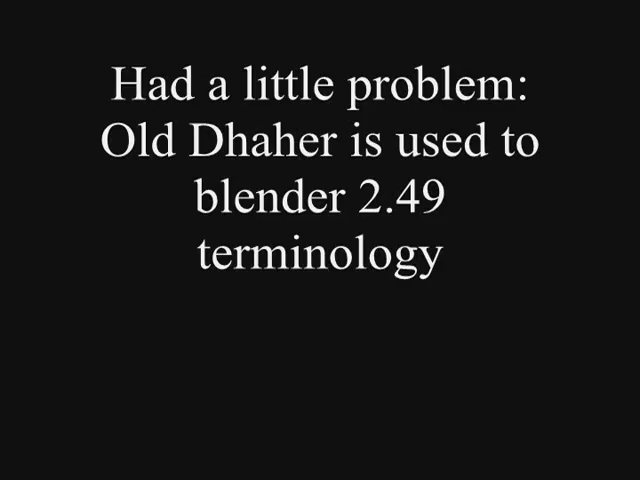 Had a little problem:
Old Dhaher is used to
blender 2.49
terminology